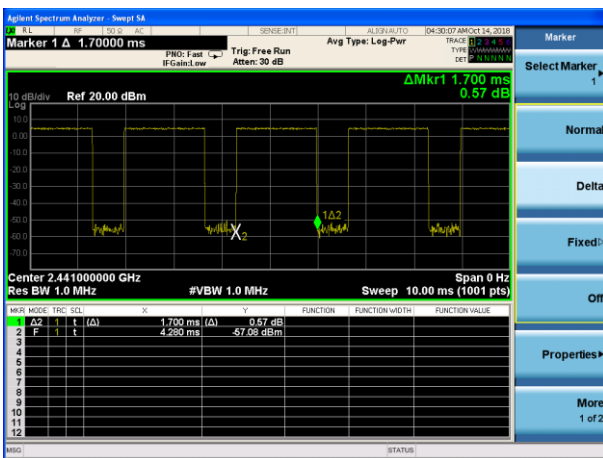 Agilent Spectrum Analyzer - Swept SA
RL RF 50 Ω AC SENSE:INT ALIGNAUTO 04:30:07 AM Oct 14, 2018
Marker 1 Δ 1.70000 ms
PNO: Fast Trig: Free Run Avg Type: Log-Pwr TRACE 1 2 3 4 5 6
IFGain:Low Atten: 30 dB TYPE
DET P N N N N N
ΔMkr1 1.700 ms
0.57 dB
10 dB/div Ref 20.00 dBm
Log
10.0
0.00
-10.0
-20.0
-30.0
-40.0
-50.0
-60.0
-70.0
1Δ2
X2
Center 2.441000000 GHz Span 0 Hz
Res BW 1.0 MHz #VBW 1.0 MHz Sweep 10.00 ms (1001 pts)
MKR MODE TRC SCL X Y FUNCTION FUNCTION WIDTH FUNCTION VALUE
1 Δ2 1 t (Δ) 1.700 ms (Δ) 0.57 dB
2 F 1 t 4.280 ms -57.08 dBm
3
4
5
6
7
8
9
10
11
12
MSG STATUS
Marker
Select Marker
1
Normal
Delta
Fixed
Off
Properties
More
1 of 2